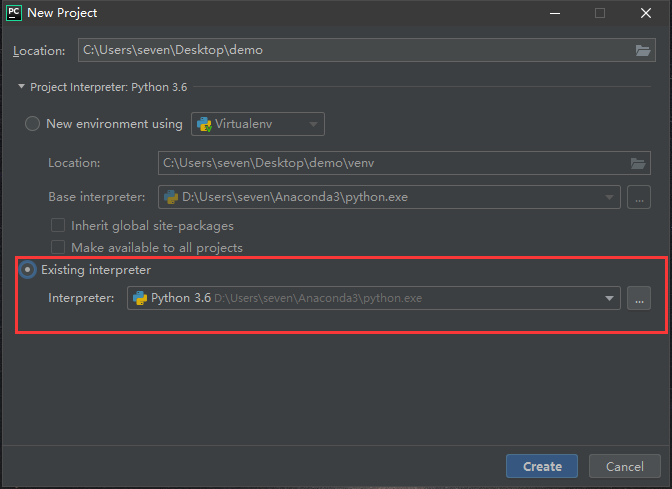 PC New Project
Location: C:\Users\seven\Desktop\demo
Project Interpreter: Python 3.6
New environment using Virtualenv
Location: C:\Users\seven\Desktop\demo\venv
Base interpreter: D:\Users\seven\Anaconda3\python.exe ...
Inherit global site-packages
Make available to all projects
Existing interpreter
Interpreter: Python 3.6 D:\Users\seven\Anaconda3\python.exe ...
Create Cancel